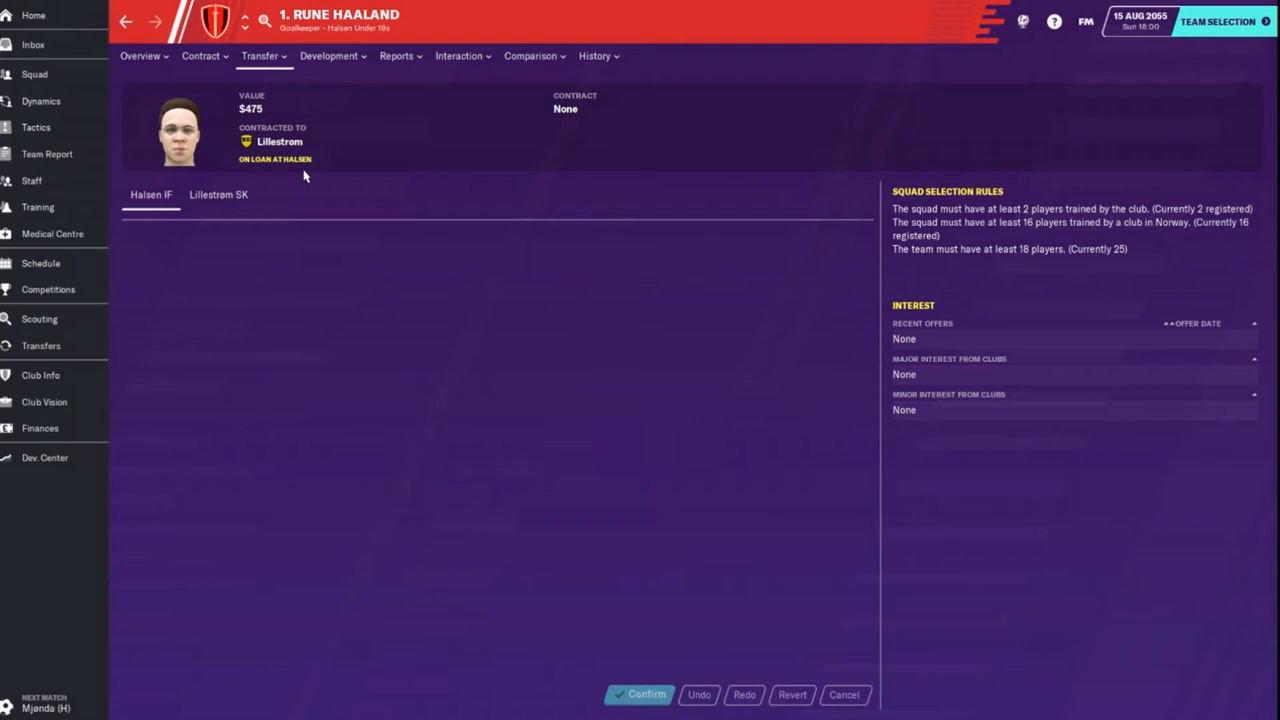 Home
Inbox
Squad
Dynamics
Tactics
Team Report
Staff
Training
Medical Centre
Schedule
Competitions
Scouting
Transfers
Club Info
Club Vision
Finances
Dev. Center
NEXT MATCH
Mjønda (H)
1. RUNE HAALAND
Goalkeeper - Halsen Under 19s
?
FM
15 AUG 2055
Sun 18:00
TEAM SELECTION
Overview
Contract
Transfer
Development
Reports
Interaction
Comparison
History
VALUE
$475
CONTRACTED TO
Lillestrøm
ON LOAN AT HALSEN
CONTRACT
None
Halsen IF
Lillestrøm SK
SQUAD SELECTION RULES
The squad must have at least 2 players trained by the club. (Currently 2 registered)
The squad must have at least 16 players trained by a club in Norway. (Currently 16
registered)
The team must have at least 18 players. (Currently 25)
INTEREST
RECENT OFFERS
OFFER DATE
None
MAJOR INTEREST FROM CLUBS
None
MINOR INTEREST FROM CLUBS
None
Confirm
Undo
Redo
Revert
Cancel